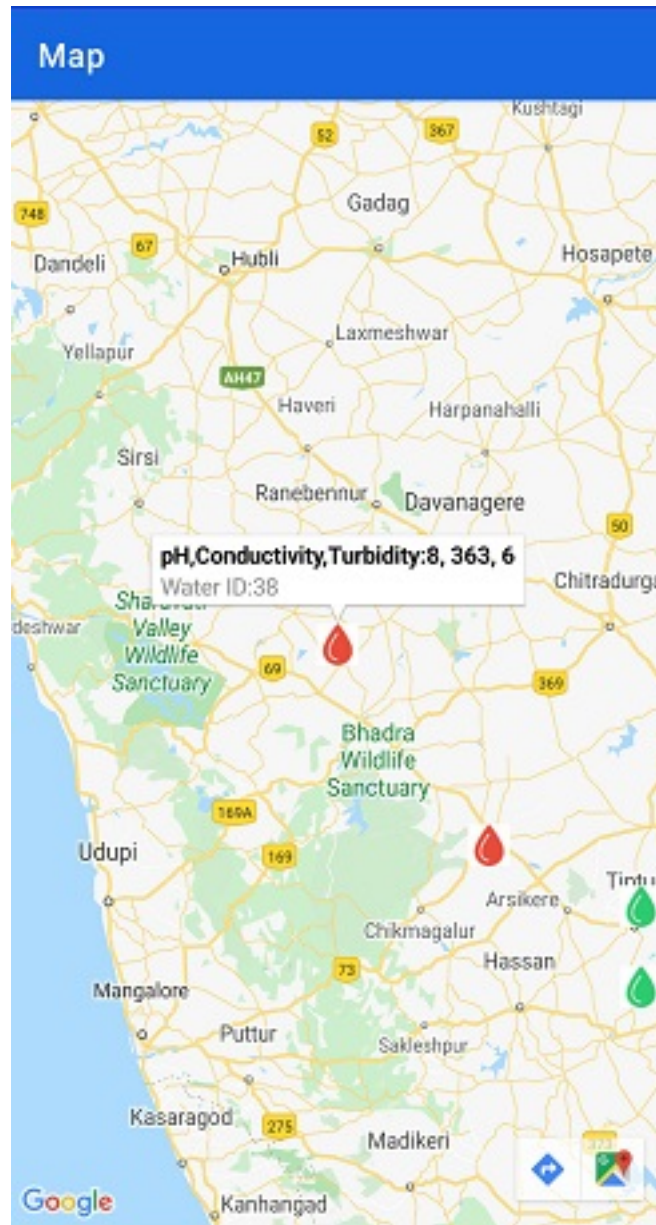 Map
Kushtagi
52
367
748
Gadag
67
Hubli
Hosapete
Dandeli
Laxmeshwar
Yellapur
AH47
Haveri
Harpanahalli
Sirsi
Ranebennur
Davanagere
50
pH,Conductivity,Turbidity:8, 363, 6
Water ID:38
Chitradurga
Valley
Wildlife
Sanctuary
deshwar
69
369
Bhadra
Wildlife
Sanctuary
169A
Udupi
169
Arsikere
Chikmagalur
73
Hassan
Mangalore
Puttur
Sakleshpur
Kasaragod
275
Madikeri
Google
Kanhangad